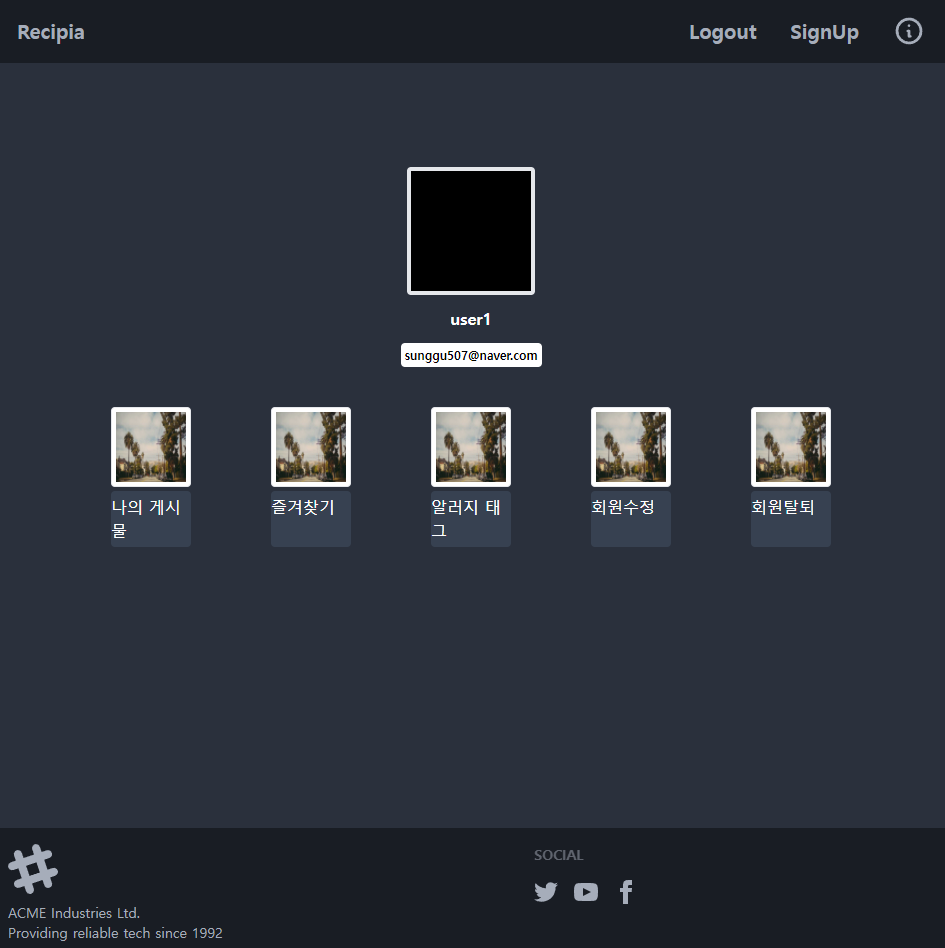 Recipia
Logout
SignUp
user1
sunggu507@naver.com
나의 게시
물
즐겨찾기
알러지 태
그
회원수정
회원탈퇴
SOCIAL
ACME Industries Ltd.
Providing reliable tech since 1992